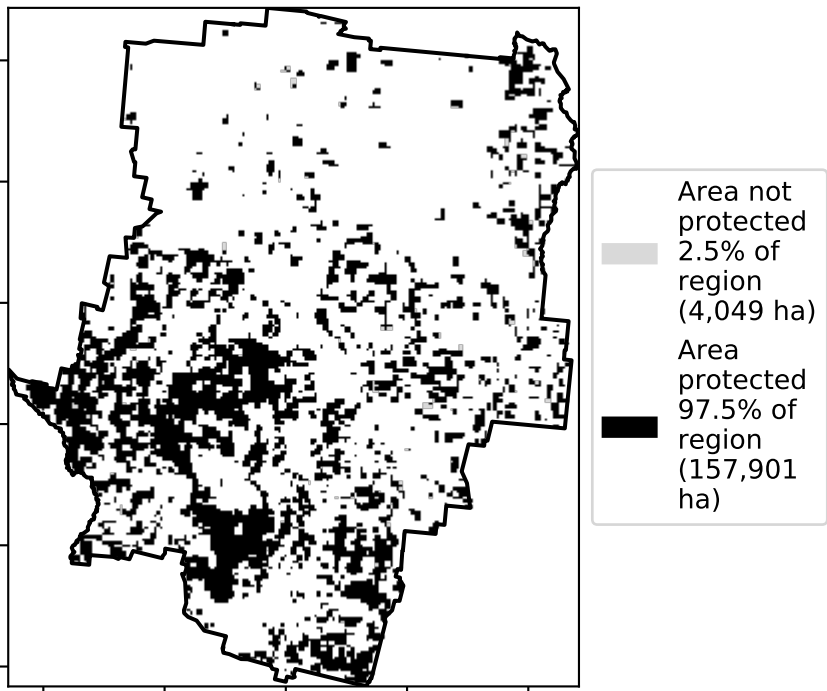 Area not
protected
2.5% of
region
(4,049 ha)
Area
protected
97.5% of
region
(157,901
ha)